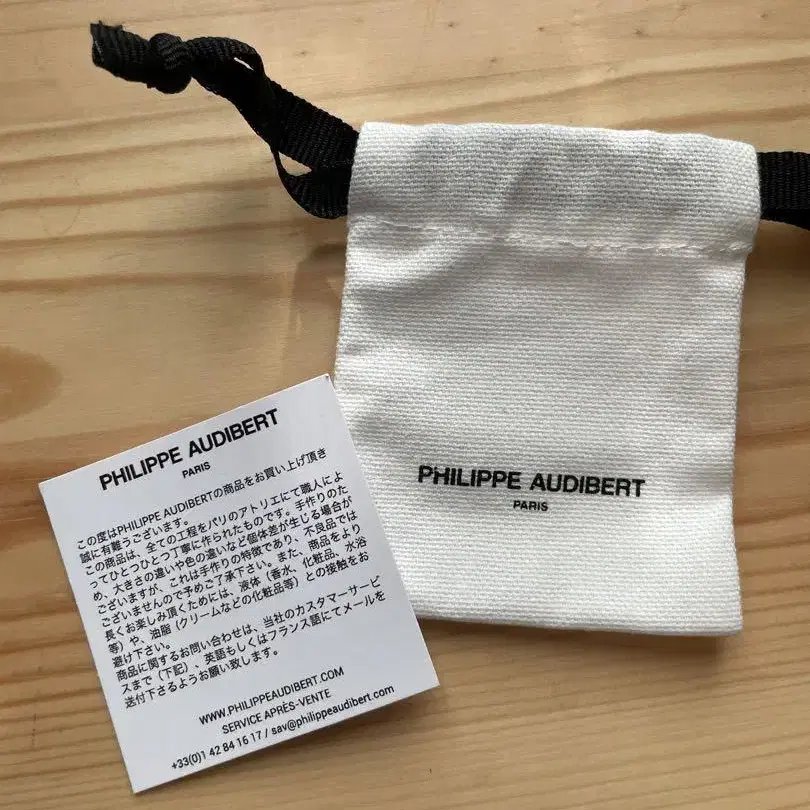 PHILIPPE AUDIBERT
PARIS
この度はPHILIPPE AUDIBERTの商品をお買い上げ頂き
誠に有難うございます。
この商品は、全ての工程をパリのアトリエにて職人によ
ってひとつひとつ丁寧に作られたものです。手作りのた
め、大きさの違いや色の違いなど個体差が生じる場合が
ございますが、これは手作りの特徴であり、不良品では
ございませんので予めご了承下さい。また、商品をより
長くお楽しみ頂くためには、液体（香水、化粧品、水浴
等）や、油脂（クリームなどの化粧品等）との接触をお
避け下さい。
商品に関するお問い合わせは、当社のカスタマーサービ
スまで（下記）、英語もしくはフランス語にてメールを
送付下さるようお願い致します。
WWW.PHILIPPEAUDIBERT.COM
SERVICE APRÈS-VENTE
+33(0)1 42 84 16 17 / sav@philippeaudibert.com
PHILIPPE AUDIBERT
PARIS